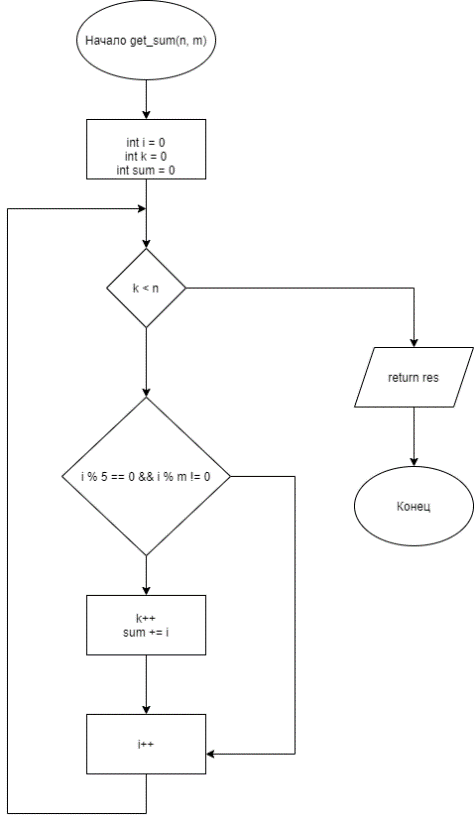 Начало get_sum(n, m)
int i = 0
int k = 0
int sum = 0
k < n
return res
i % 5 == 0 && i % m != 0
Конец
k++
sum += i
i++